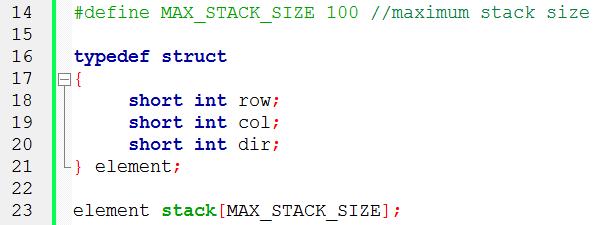 14 #define MAX_STACK_SIZE 100 //maximum stack size
15
16 typedef struct
17 {
18 short int row;
19 short int col;
20 short int dir;
21 } element;
22
23 element stack[MAX_STACK_SIZE];